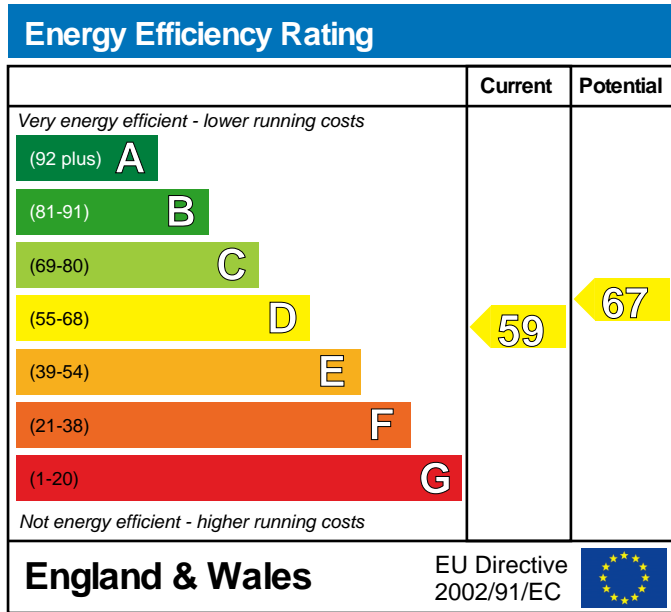 Energy Efficiency Rating
Current Potential
Very energy efficient - lower running costs
(92 plus) A
(81-91) B
(69-80) C
(55-68) D
(39-54) E
(21-38) F
(1-20) G
59
67
Not energy efficient - higher running costs
England & Wales
EU Directive
2002/91/EC